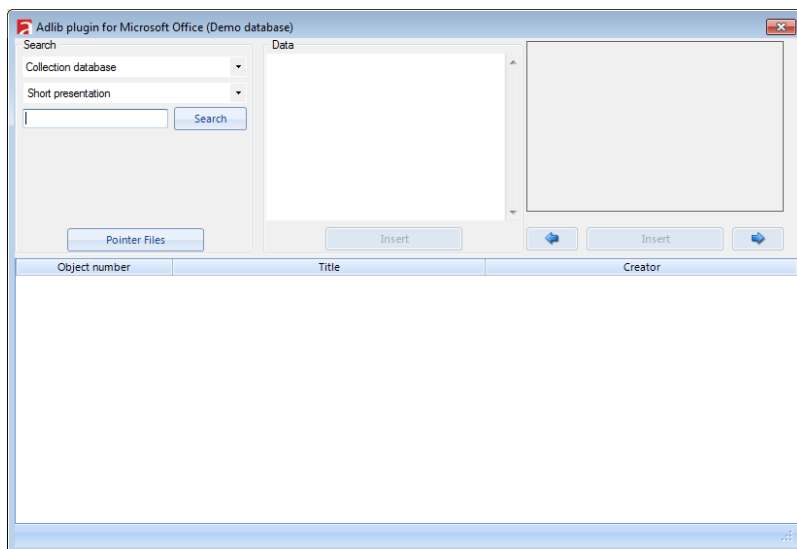 Adlib plugin for Microsoft Office (Demo database)
Search
Data
Collection database
Short presentation
Search
Pointer Files
Insert
Insert
Object number Title Creator